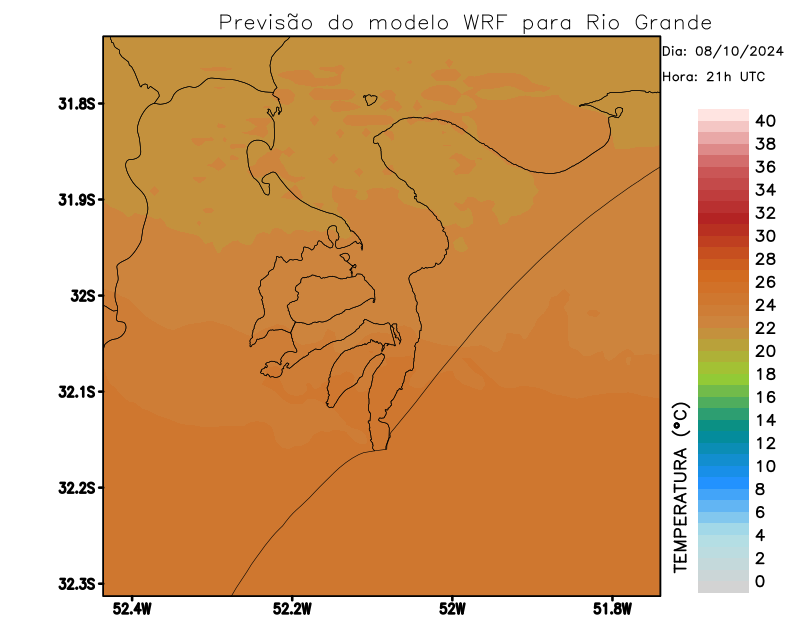 Previsão do modelo WRF para Rio Grande
Dia: 08/10/2024
Hora: 21h UTC
31.8S
31.9S
32S
32.1S
32.2S
32.3S
52.4W
52.2W
52W
51.8W
TEMPERATURA (°C)
40
38
36
34
32
30
28
26
24
22
20
18
16
14
12
10
8
6
4
2
0